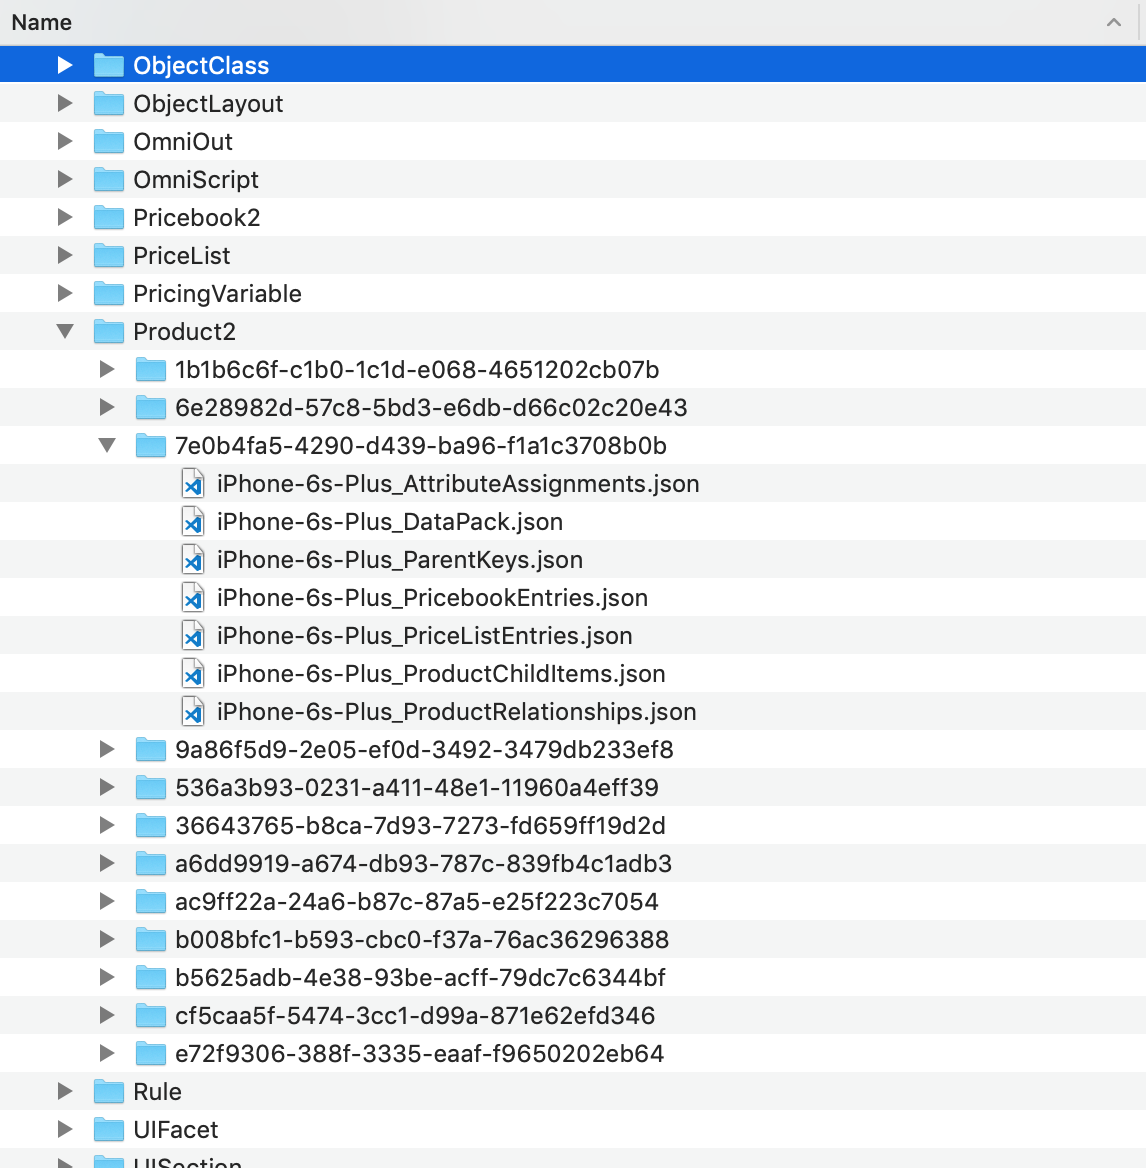 Name
ObjectClass
ObjectLayout
OmniOut
OmniScript
Pricebook2
PriceList
PricingVariable
Product2
1b1b6c6f-c1b0-1c1d-e068-4651202cb07b
6e28982d-57c8-5bd3-e6db-d66c02c20e43
7e0b4fa5-4290-d439-ba96-f1a1c3708b0b
iPhone-6s-Plus_AttributeAssignments.json
iPhone-6s-Plus_DataPack.json
iPhone-6s-Plus_ParentKeys.json
iPhone-6s-Plus_PricebookEntries.json
iPhone-6s-Plus_PriceListEntries.json
iPhone-6s-Plus_ProductChildItems.json
iPhone-6s-Plus_ProductRelationships.json
9a86f5d9-2e05-ef0d-3492-3479db233ef8
536a3b93-0231-a411-48e1-11960a4eff39
36643765-b8ca-7d93-7273-fd659ff19d2d
a6dd9919-a674-db93-787c-839fb4c1adb3
ac9ff22a-24a6-b87c-87a5-e25f223c7054
b008bfc1-b593-cbc0-f37a-76ac36296388
b5625adb-4e38-93be-acff-79dc7c6344bf
cf5caa5f-5474-3cc1-d99a-871e62efd346
e72f9306-388f-3335-eaaf-f9650202eb64
Rule
UIFacet
UISection